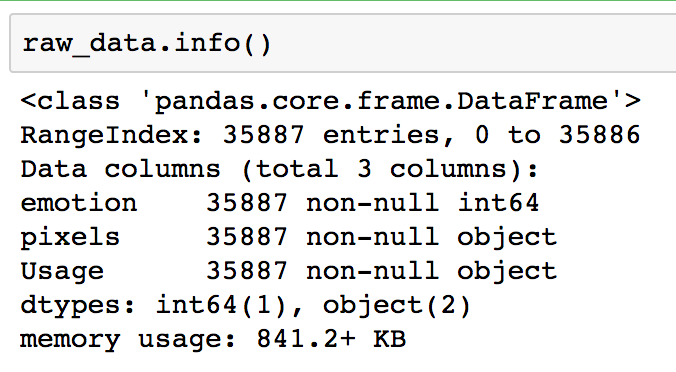 raw_data.info()
<class 'pandas.core.frame.DataFrame'>
RangeIndex: 35887 entries, 0 to 35886
Data columns (total 3 columns):
emotion    35887 non-null int64
pixels     35887 non-null object
Usage      35887 non-null object
dtypes: int64(1), object(2)
memory usage: 841.2+ KB